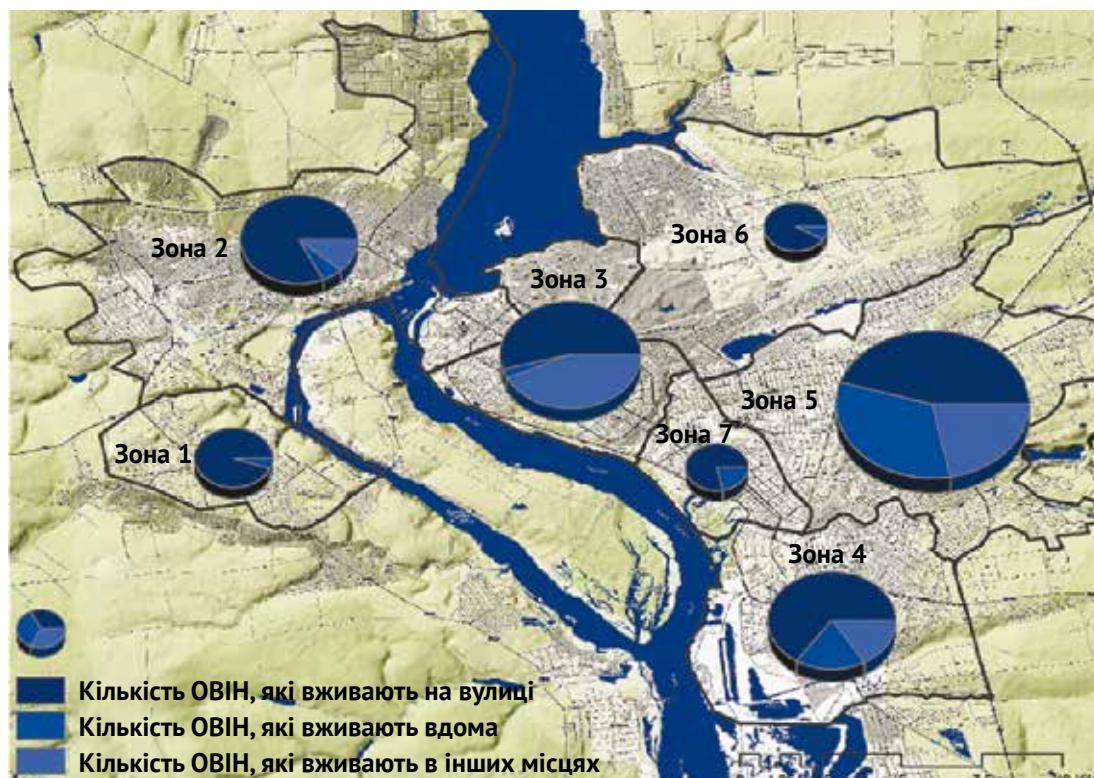 Зона 2
Зона 6
Зона 3
Зона 5
Зона 7
Зона 1
Зона 4
Кількість ОВІН, які вживають на вулиці
Кількість ОВІН, які вживають вдома
Кількість ОВІН, які вживають в інших місцях